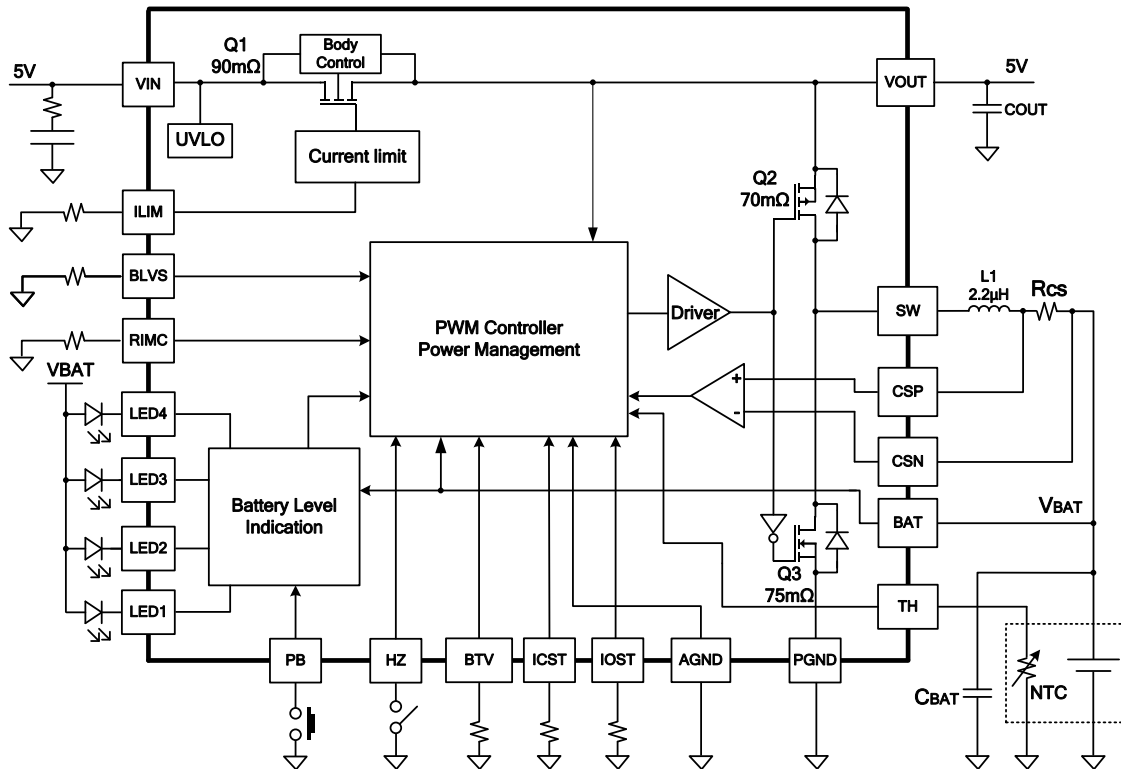 Q1
90mΩ
Body
Control
5V
VIN
VOUT
5V
COUT
UVLO
Current limit
Q2
70mΩ
ILIM
BLVS
L1
2.2µH
Rcs
SW
Driver
PWM Controller
Power Management
RIMC
VBAT
CSP
+
-
LED4
CSN
LED3
Battery Level
Indication
BAT
VBAT
LED2
Q3
75mΩ
TH
LED1
PB
HZ
BTV
ICST
IOST
AGND
PGND
CBAT
NTC